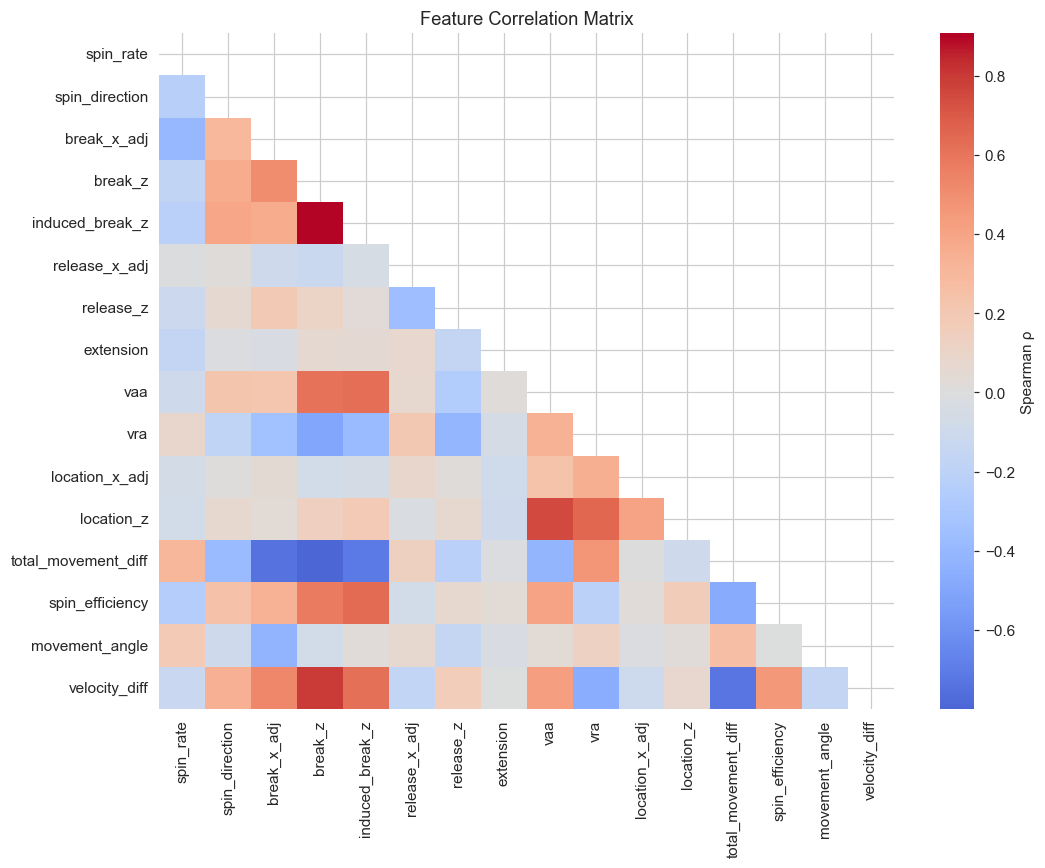 Feature Correlation Matrix
spin_rate
spin_direction
break_x_adj
break_z
induced_break_z
release_x_adj
release_z
extension
vaa
vra
location_x_adj
location_z
total_movement_diff
spin_efficiency
movement_angle
velocity_diff
spin_rate
spin_direction
break_x_adj
break_z
induced_break_z
release_x_adj
release_z
extension
vaa
vra
location_x_adj
location_z
total_movement_diff
spin_efficiency
movement_angle
velocity_diff
0.8
0.6
0.4
0.2
0.0
−0.2
−0.4
−0.6
Spearman ρ